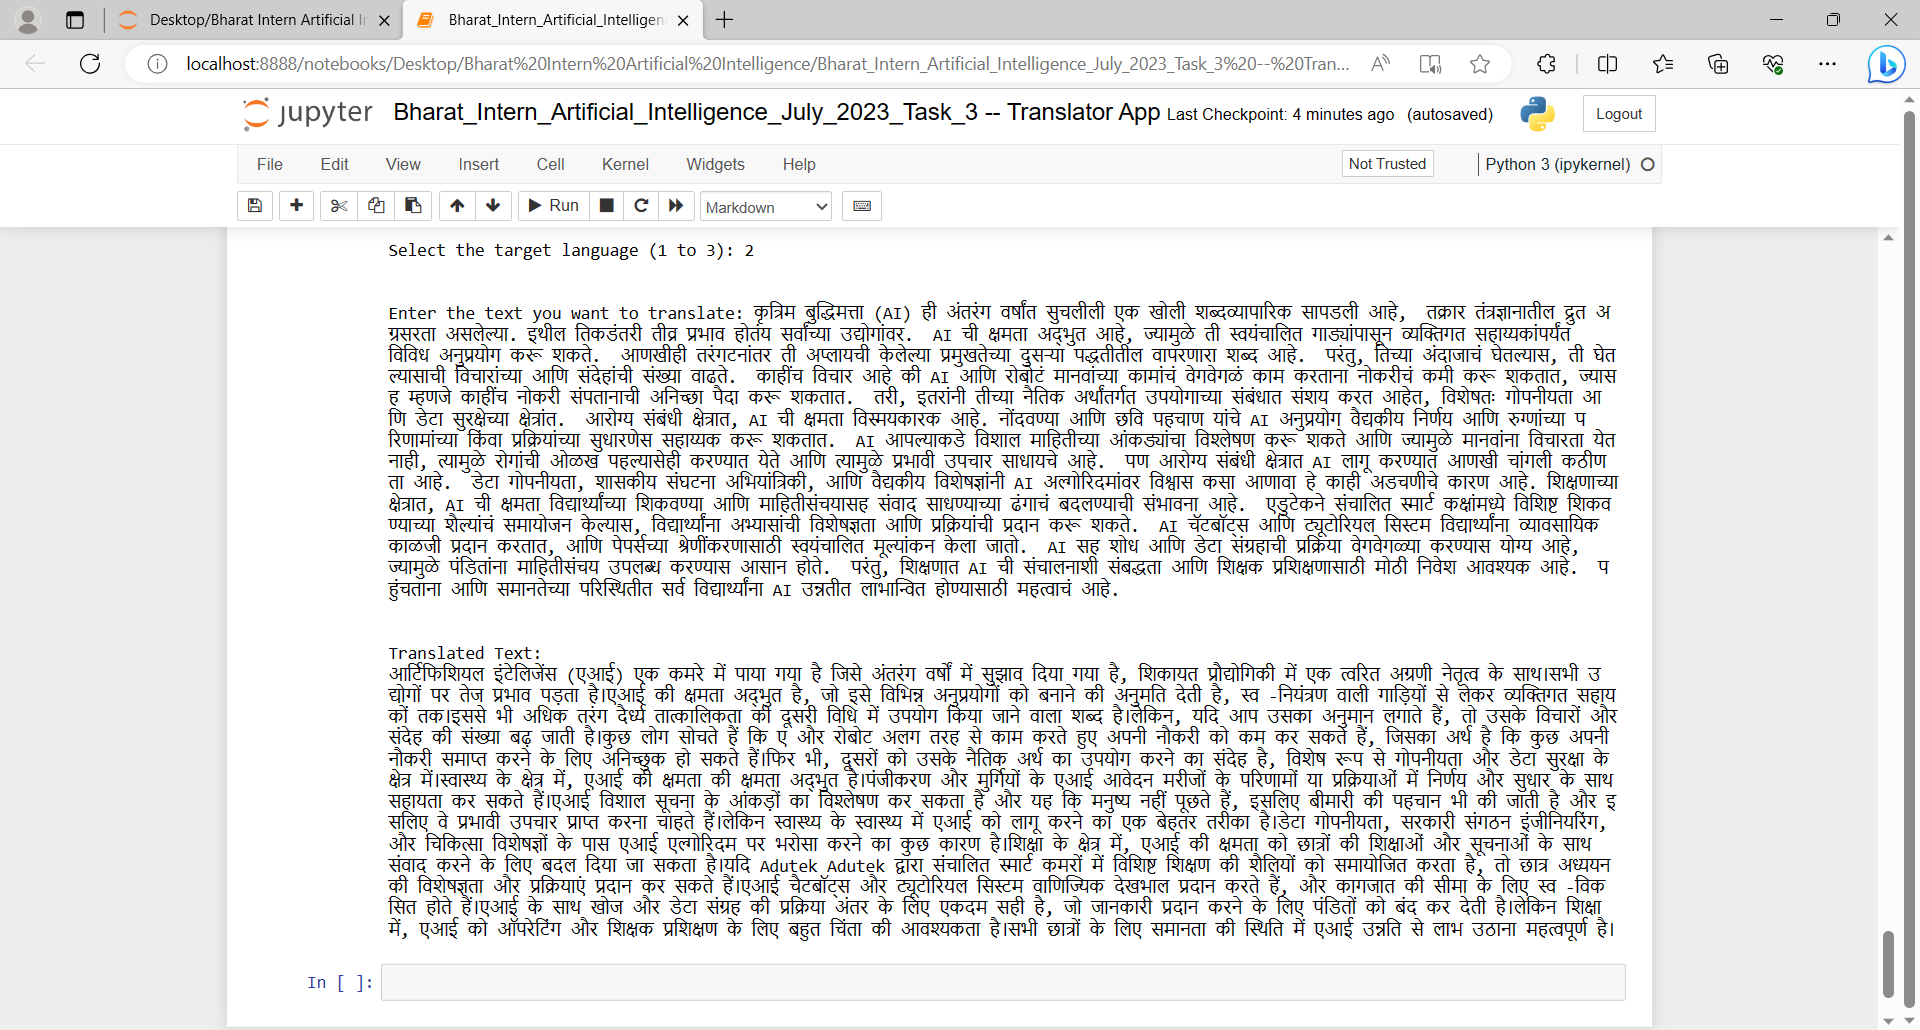 Desktop/Bharat Intern Artificial Ir
Bharat_Intern_Artificial_Intelligen
localhost:8888/notebooks/Desktop/Bharat%20Intern%20Artificial%20Intelligence/Bharat_Intern_Artificial_Intelligence_July_2023_Task_3%20--%20Tran...
jupyter Bharat_Intern_Artificial_Intelligence_July_2023_Task_3 -- Translator App Last Checkpoint: 4 minutes ago (autosaved)
Logout
File Edit View Insert Cell Kernel Widgets Help
Not Trusted
Python 3 (ipykernel)
Run
Markdown
Select the target language (1 to 3): 2
Enter the text you want to translate: कृत्रिम बुद्धिमत्ता (AI) ही अंतरंग वर्षांत सुचलीली एक खोली शब्दव्यापारिक सापडली आहे, तक्रार तंत्रज्ञानातील द्रुत अ
ग्रसरता असलेल्या. इथील तिकडंतरी तीव्र प्रभाव होतंय सर्वांच्या उद्योगांवर. AI ची क्षमता अद्भुत आहे, ज्यामुळे ती स्वयंचालित गाड्यांपासून व्यक्तिगत सहाय्यकांपर्यंत
विविध अनुप्रयोग करू शकते. आणखीही तरंगटनांतर ती अप्लायची केलेल्या प्रमुखतेच्या दुसऱ्या पद्धतीतील वापरणारा शब्द आहे. परंतु, तिच्या अंदाजाचं घेतल्यास, ती घेत
ल्यासाची विचारांच्या आणि संदेहांची संख्या वाढते. काहींच विचार आहे की AI आणि रोबोटं मानवांच्या कामांचं वेगवेगळं काम करताना नोकरीचं कमी करू शकतात, ज्यास
ह म्हणजे काहींच नोकरी संपतानाची अनिच्छा पैदा करू शकतात. तरी, इतरांनी तीच्या नैतिक अर्थांतर्गत उपयोगाच्या संबंधात संशय करत आहेत, विशेषतः गोपनीयता आ
णि डेटा सुरक्षेच्या क्षेत्रांत. आरोग्य संबंधी क्षेत्रात, AI ची क्षमता विस्मयकारक आहे. नोंदवण्या आणि छवि पहचाण यांचे AI अनुप्रयोग वैद्यकीय निर्णय आणि रुग्णांच्या प
रिणामांच्या किंवा प्रक्रियांच्या सुधारणेस सहाय्यक करू शकतात. AI आपल्याकडे विशाल माहितीच्या आंकड्यांचा विश्लेषण करू शकते आणि ज्यामुळे मानवांना विचारता येत
नाही, त्यामुळे रोगांची ओळख पहल्यासेही करण्यात येते आणि त्यामुळे प्रभावी उपचार साधायचे आहे. पण आरोग्य संबंधी क्षेत्रात AI लागू करण्यात आणखी चांगली कठीण
ता आहे. डेटा गोपनीयता, शासकीय संघटना अभियांत्रिकी, आणि वैद्यकीय विशेषज्ञांनी AI अल्गोरिदमांवर विश्वास कसा आणावा हे काही अडचणीचे कारण आहे. शिक्षणाच्या
क्षेत्रात, AI ची क्षमता विद्यार्थ्यांच्या शिकवण्या आणि माहितीसंचयासह संवाद साधण्याच्या ढंगाचं बदलण्याची संभावना आहे. एडुटेकने संचालित स्मार्ट कक्षांमध्ये विशिष्ट शिकव
ण्याच्या शैल्यांचं समायोजन केल्यास, विद्यार्थ्यांना अभ्यासांची विशेषज्ञता आणि प्रक्रियांची प्रदान करू शकते. AI चॅटबॉट्स आणि ट्यूटोरियल सिस्टम विद्यार्थ्यांना व्यावसायिक
काळजी प्रदान करतात, आणि पेपर्सच्या श्रेणींकरणासाठी स्वयंचालित मूल्यांकन केला जातो. AI सह शोध आणि डेटा संग्रहाची प्रक्रिया वेगवेगळ्या करण्यास योग्य आहे,
ज्यामुळे पंडितांना माहितीसंचय उपलब्ध करण्यास आसान होते. परंतु, शिक्षणात AI ची संचालनाशी संबद्धता आणि शिक्षक प्रशिक्षणासाठी मोठी निवेश आवश्यक आहे. प
हुंचताना आणि समानतेच्या परिस्थितीत सर्व विद्यार्थ्यांना AI उन्नतीत लाभान्वित होण्यासाठी महत्वाचं आहे.
Translated Text:
आर्टिफिशियल इंटेलिजेंस (एआई) एक कमरे में पाया गया है जिसे अंतरंग वर्षों में सुझाव दिया गया है, शिकायत प्रौद्योगिकी में एक त्वरित अग्रणी नेतृत्व के साथ।सभी उ
द्योगों पर तेज प्रभाव पड़ता है।एआई की क्षमता अद्भुत है, जो इसे विभिन्न अनुप्रयोगों को बनाने की अनुमति देती है, स्व -नियंत्रण वाली गाड़ियों से लेकर व्यक्तिगत सहाय
कों तक।इससे भी अधिक तरंग दैर्ध्य तात्कालिकता की दूसरी विधि में उपयोग किया जाने वाला शब्द है।लेकिन, यदि आप उसका अनुमान लगाते हैं, तो उसके विचारों और
संदेह की संख्या बढ़ जाती है।कुछ लोग सोचते हैं कि ए और रोबोट अलग तरह से काम करते हुए अपनी नौकरी को कम कर सकते हैं, जिसका अर्थ है कि कुछ अपनी
नौकरी समाप्त करने के लिए अनिच्छुक हो सकते हैं।फिर भी, दूसरों को उसके नैतिक अर्थ का उपयोग करने का संदेह है, विशेष रूप से गोपनीयता और डेटा सुरक्षा के
क्षेत्र में।स्वास्थ्य के क्षेत्र में, एआई की क्षमता की क्षमता अद्भुत है।पंजीकरण और मुर्गियों के एआई आवेदन मरीजों के परिणामों या प्रक्रियाओं में निर्णय और सुधार के साथ
सहायता कर सकते हैं।एआई विशाल सूचना के आंकड़ों का विश्लेषण कर सकता है और यह कि मनुष्य नहीं पूछते हैं, इसलिए बीमारी की पहचान भी की जाती है और इ
सलिए वे प्रभावी उपचार प्राप्त करना चाहते हैं।लेकिन स्वास्थ्य के स्वास्थ्य में एआई को लागू करने का एक बेहतर तरीका है।डेटा गोपनीयता, सरकारी संगठन इंजीनियरिंग,
और चिकित्सा विशेषज्ञों के पास एआई एल्गोरिदम पर भरोसा करने का कुछ कारण है।शिक्षा के क्षेत्र में, एआई की क्षमता को छात्रों की शिक्षाओं और सूचनाओं के साथ
संवाद करने के लिए बदल दिया जा सकता है।यदि Adutek Adutek द्वारा संचालित स्मार्ट कमरों में विशिष्ट शिक्षण की शैलियों को समायोजित करता है, तो छात्र अध्ययन
की विशेषज्ञता और प्रक्रियाएं प्रदान कर सकते हैं।एआई चैटबॉट्स और ट्यूटोरियल सिस्टम वाणिज्यिक देखभाल प्रदान करते हैं, और कागजात की सीमा के लिए स्व -विक
सित होते हैं।एआई के साथ खोज और डेटा संग्रह की प्रक्रिया अंतर के लिए एकदम सही है, जो जानकारी प्रदान करने के लिए पंडितों को बंद कर देती है।लेकिन शिक्षा
में, एआई को ऑपरेटिंग और शिक्षक प्रशिक्षण के लिए बहुत चिंता की आवश्यकता है।सभी छात्रों के लिए समानता की स्थिति में एआई उन्नति से लाभ उठाना महत्वपूर्ण है।
In [ ]: